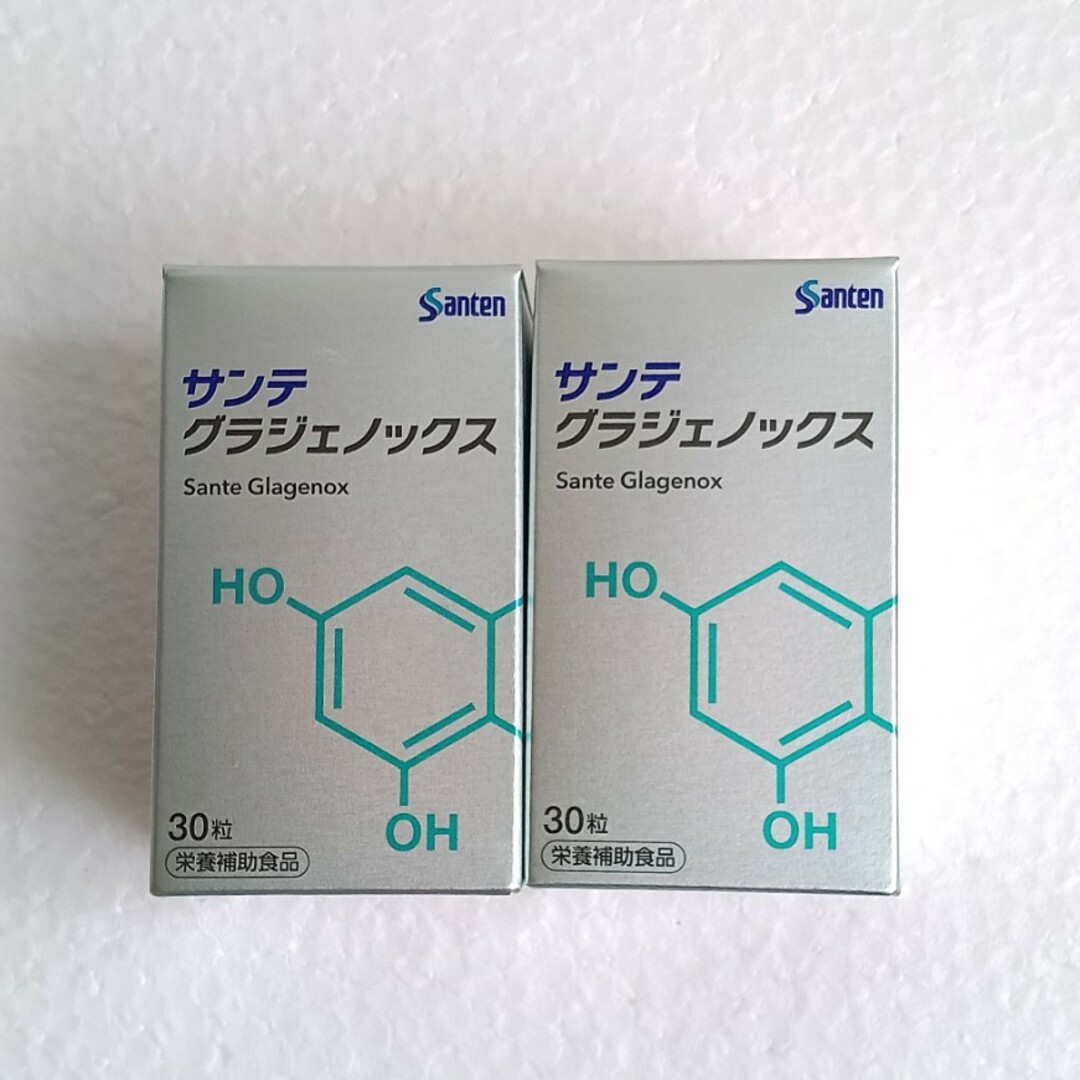 Santen
サンテ
グラジェノックス
Sante Glagenox
HO
OH
30粒
栄養補助食品
Santen
サンテ
グラジェノックス
Sante Glagenox
HO
OH
30粒
栄養補助食品